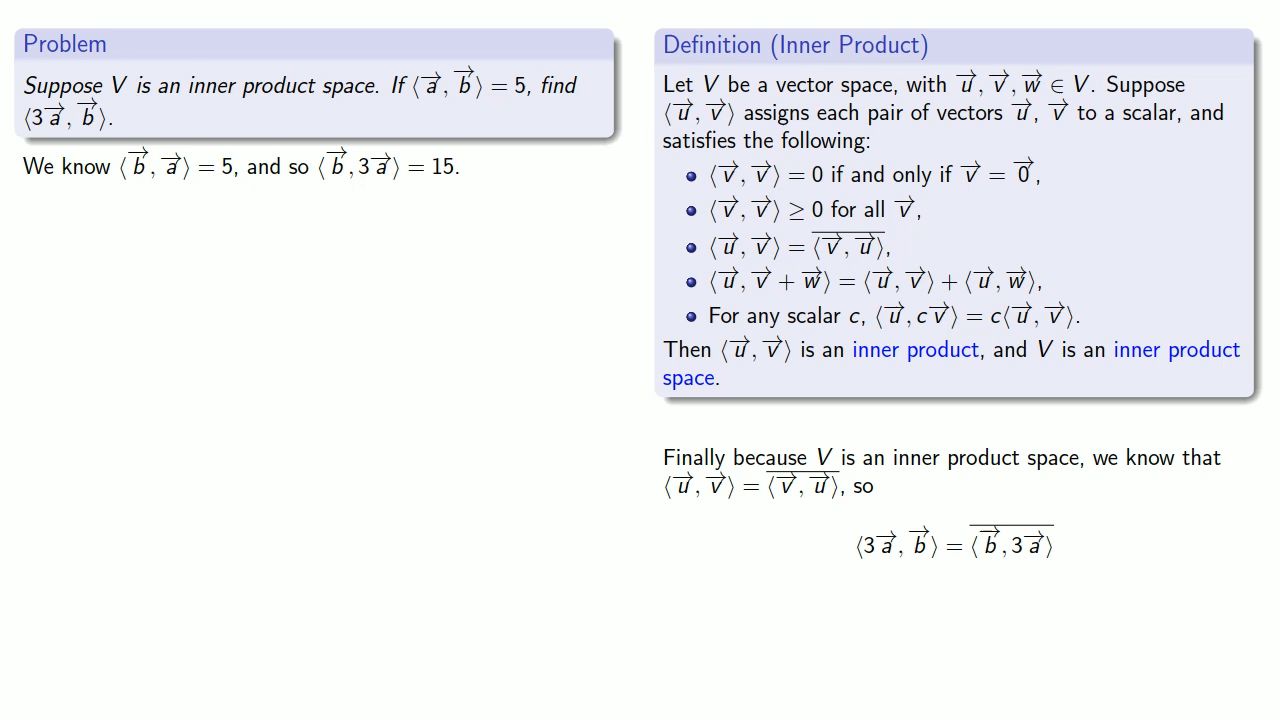 Problem
Suppose V is an inner product space. If ⟨a⃗, b⃗⟩ = 5, find
⟨3a⃗, b⃗⟩.
We know ⟨b⃗, a⃗⟩ = 5, and so ⟨b⃗, 3a⃗⟩ = 15.
Definition (Inner Product)
Let V be a vector space, with u⃗, v⃗, w⃗ ∈ V. Suppose
⟨u⃗, v⃗⟩ assigns each pair of vectors u⃗, v⃗ to a scalar, and
satisfies the following:
• ⟨v⃗, v⃗⟩ = 0 if and only if v⃗ = 0⃗,
• ⟨v⃗, v⃗⟩ ≥ 0 for all v⃗,
• ⟨u⃗, v⃗⟩ = \overline{⟨v⃗, u⃗⟩},
• ⟨u⃗, v⃗ + w⃗⟩ = ⟨u⃗, v⃗⟩ + ⟨u⃗, w⃗⟩,
• For any scalar c, ⟨u⃗, cv⃗⟩ = c⟨u⃗, v⃗⟩.
Then ⟨u⃗, v⃗⟩ is an inner product, and V is an inner product
space.
Finally because V is an inner product space, we know that
⟨u⃗, v⃗⟩ = \overline{⟨v⃗, u⃗⟩}, so
⟨3a⃗, b⃗⟩ = \overline{⟨b⃗, 3a⃗⟩}